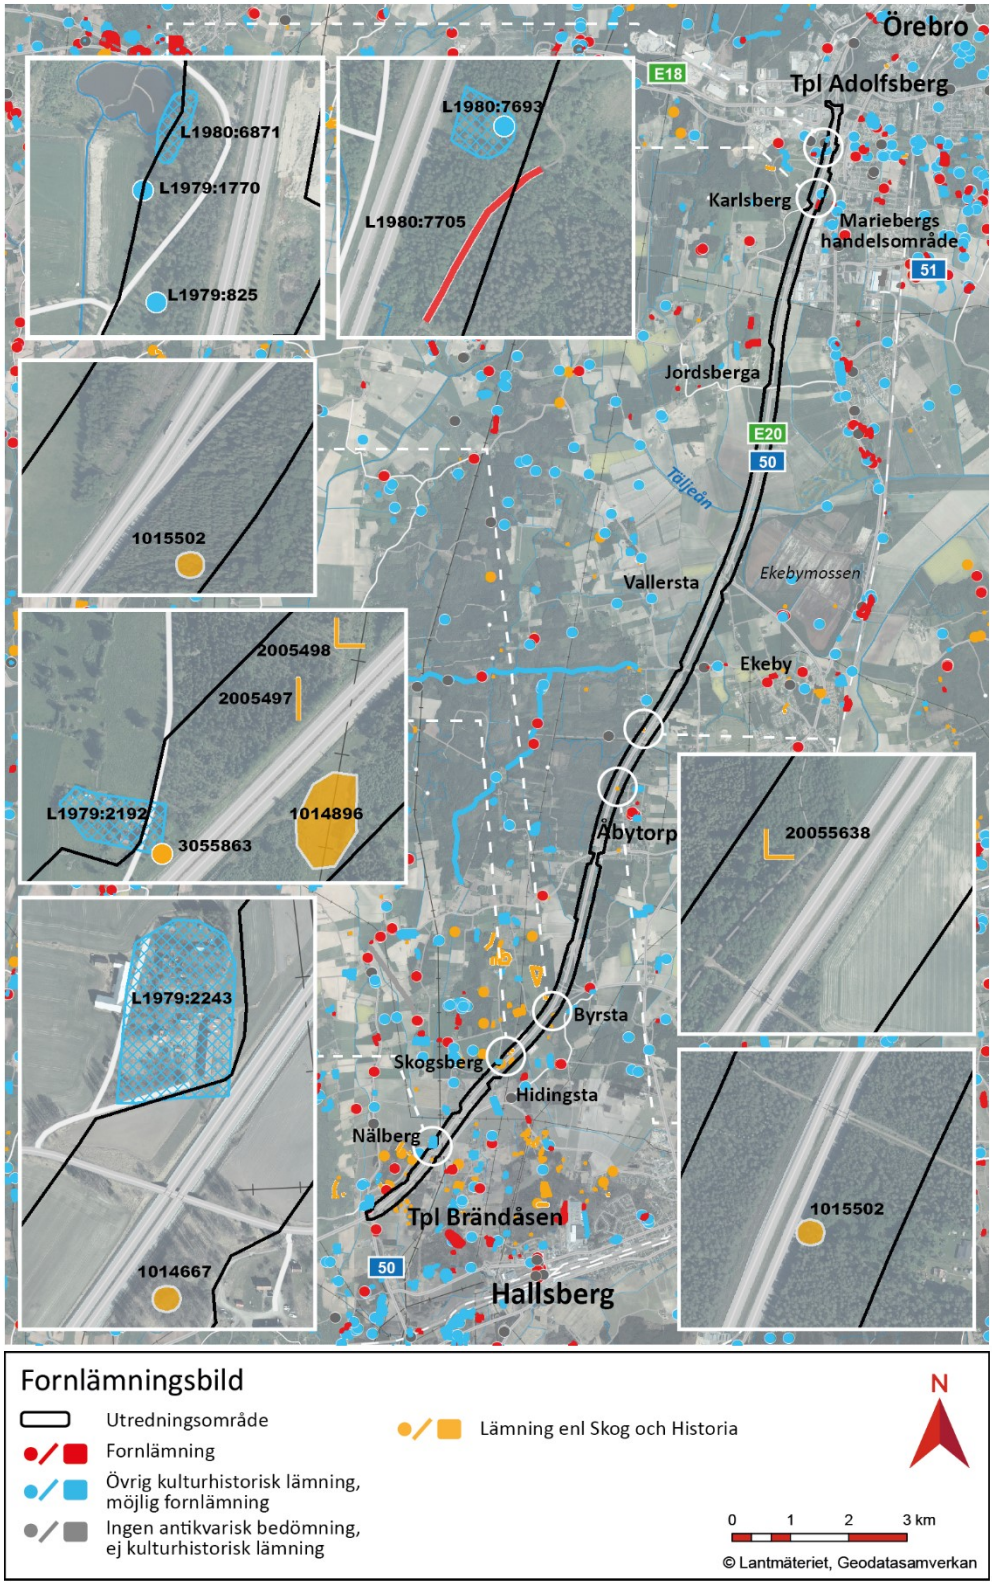 Örebro
E18
Tpl Adolfsberg
L1980:7693
L1980:6871
L1979:1770
L1980:7705
L1979:825
Karlsberg
Mariebergs
handelsområde
51
Jordsberga
E20
50
Täljeån
1015502
Vallersta
Ekebymossen
2005498
Ekeby
2005497
L1979:2192
1014896
3055863
Åbytorp
20055638
L1979:2243
Byrsta
Skogsberg
Hidingsta
Nälberg
1015502
Tpl Brändåsen
1014667
50
Hallsberg
Fornlämningsbild
Utredningsområde
Fornlämning
Övrig kulturhistorisk lämning,
möjlig fornlämning
Ingen antikvarisk bedömning,
ej kulturhistorisk lämning
Lämning enl Skog och Historia
N
0 1 2 3 km
© Lantmäteriet, Geodatasamverkan